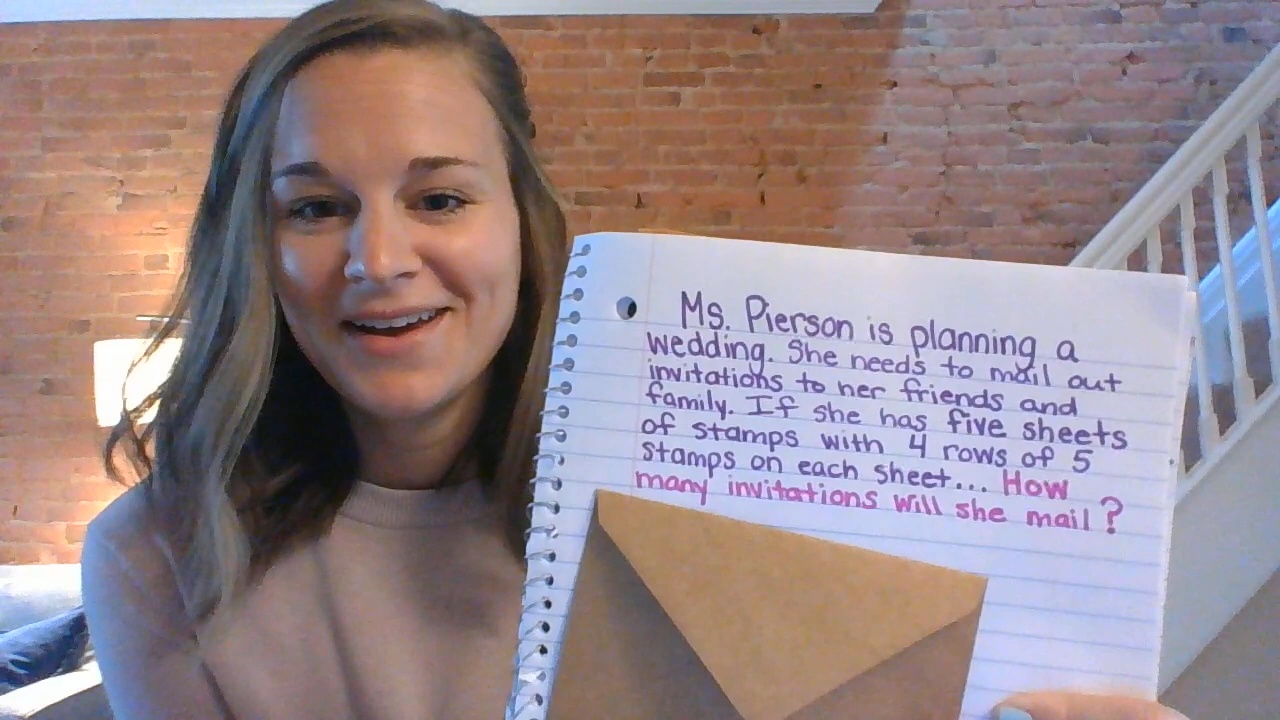 Ms. Pierson is planning a
wedding. She needs to mail out
invitations to her friends and
family. If she has five sheets
of stamps with 4 rows of 5
stamps on each sheet... How
many invitations will she mail?